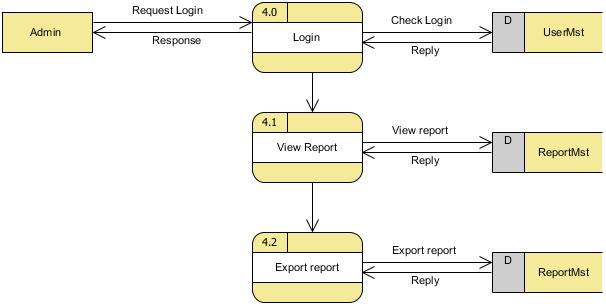 Request Login
4.0
D
Admin
Login
Check Login
UserMst
Response
Reply
4.1
D
View Report
View report
ReportMst
Reply
4.2
D
Export report
Export report
ReportMst
Reply